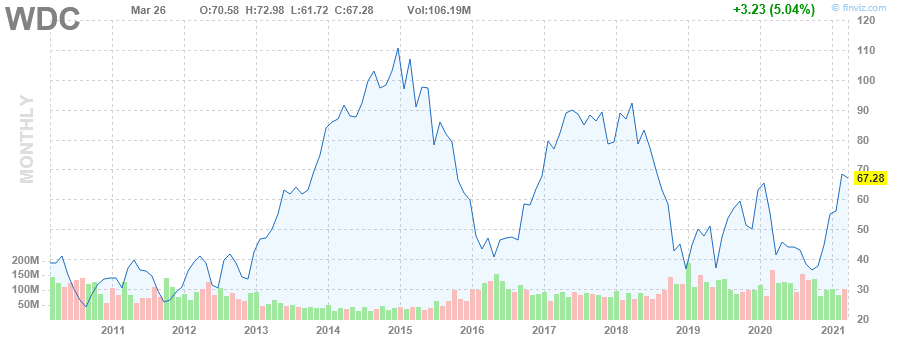 WDC Mar 26 O:70.58 H:72.98 L:61.72 C:67.28 Vol:106.19M +3.23 (5.04%) © finviz.com
MONTHLY
120
110
100
90
80
70
67.28
60
50
200M 40
150M
100M 30
50M
20
2011 2012 2013 2014 2015 2016 2017 2018 2019 2020 2021